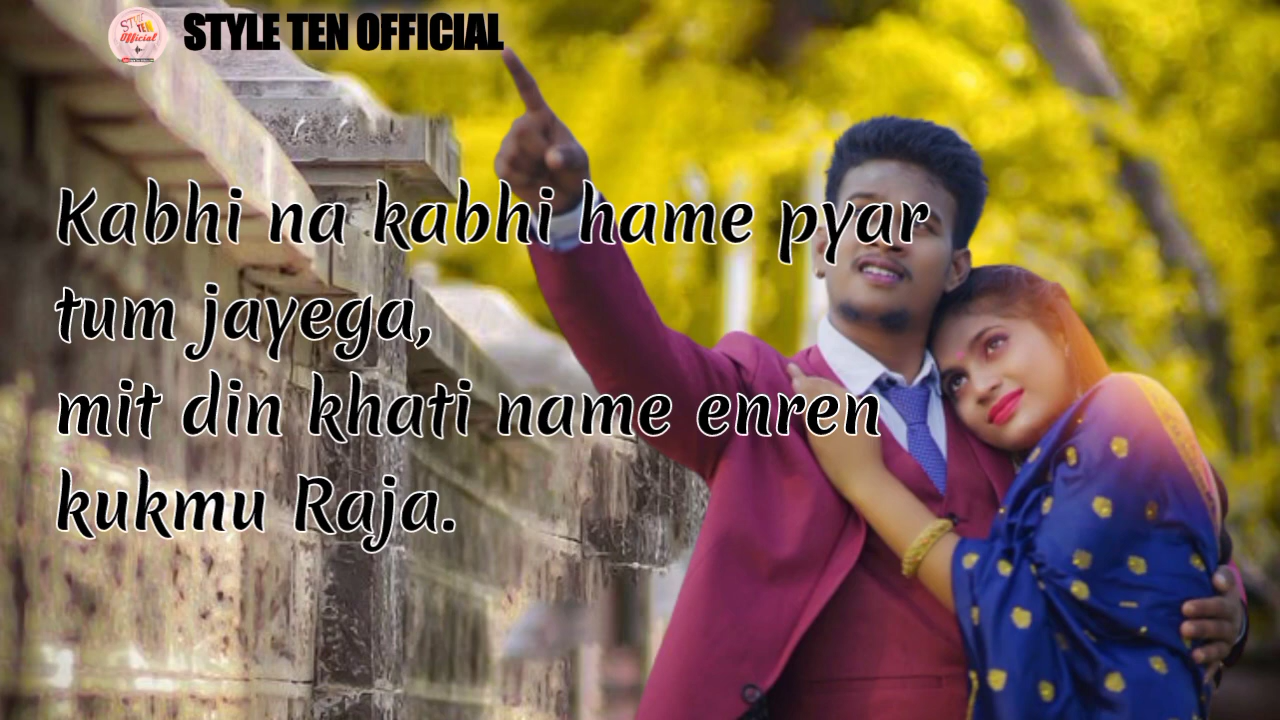 STYLE TEN OFFICIAL
Kabhi na kabhi hame pyar
tum jayega,
mit din khati name enren
kukmu Raja.